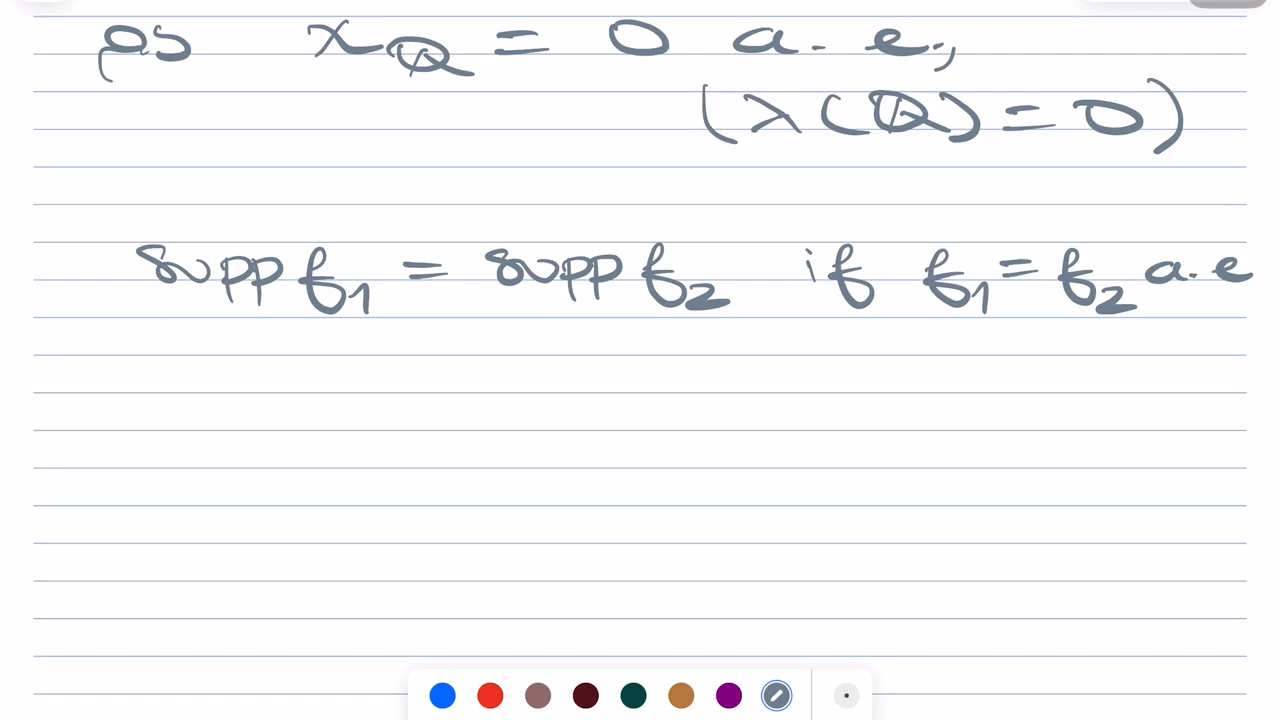 as χ_ℚ = 0 a.e.,
(λ(ℚ) = 0)
supp f₁ = supp f₂ if f₁ = f₂ a.e